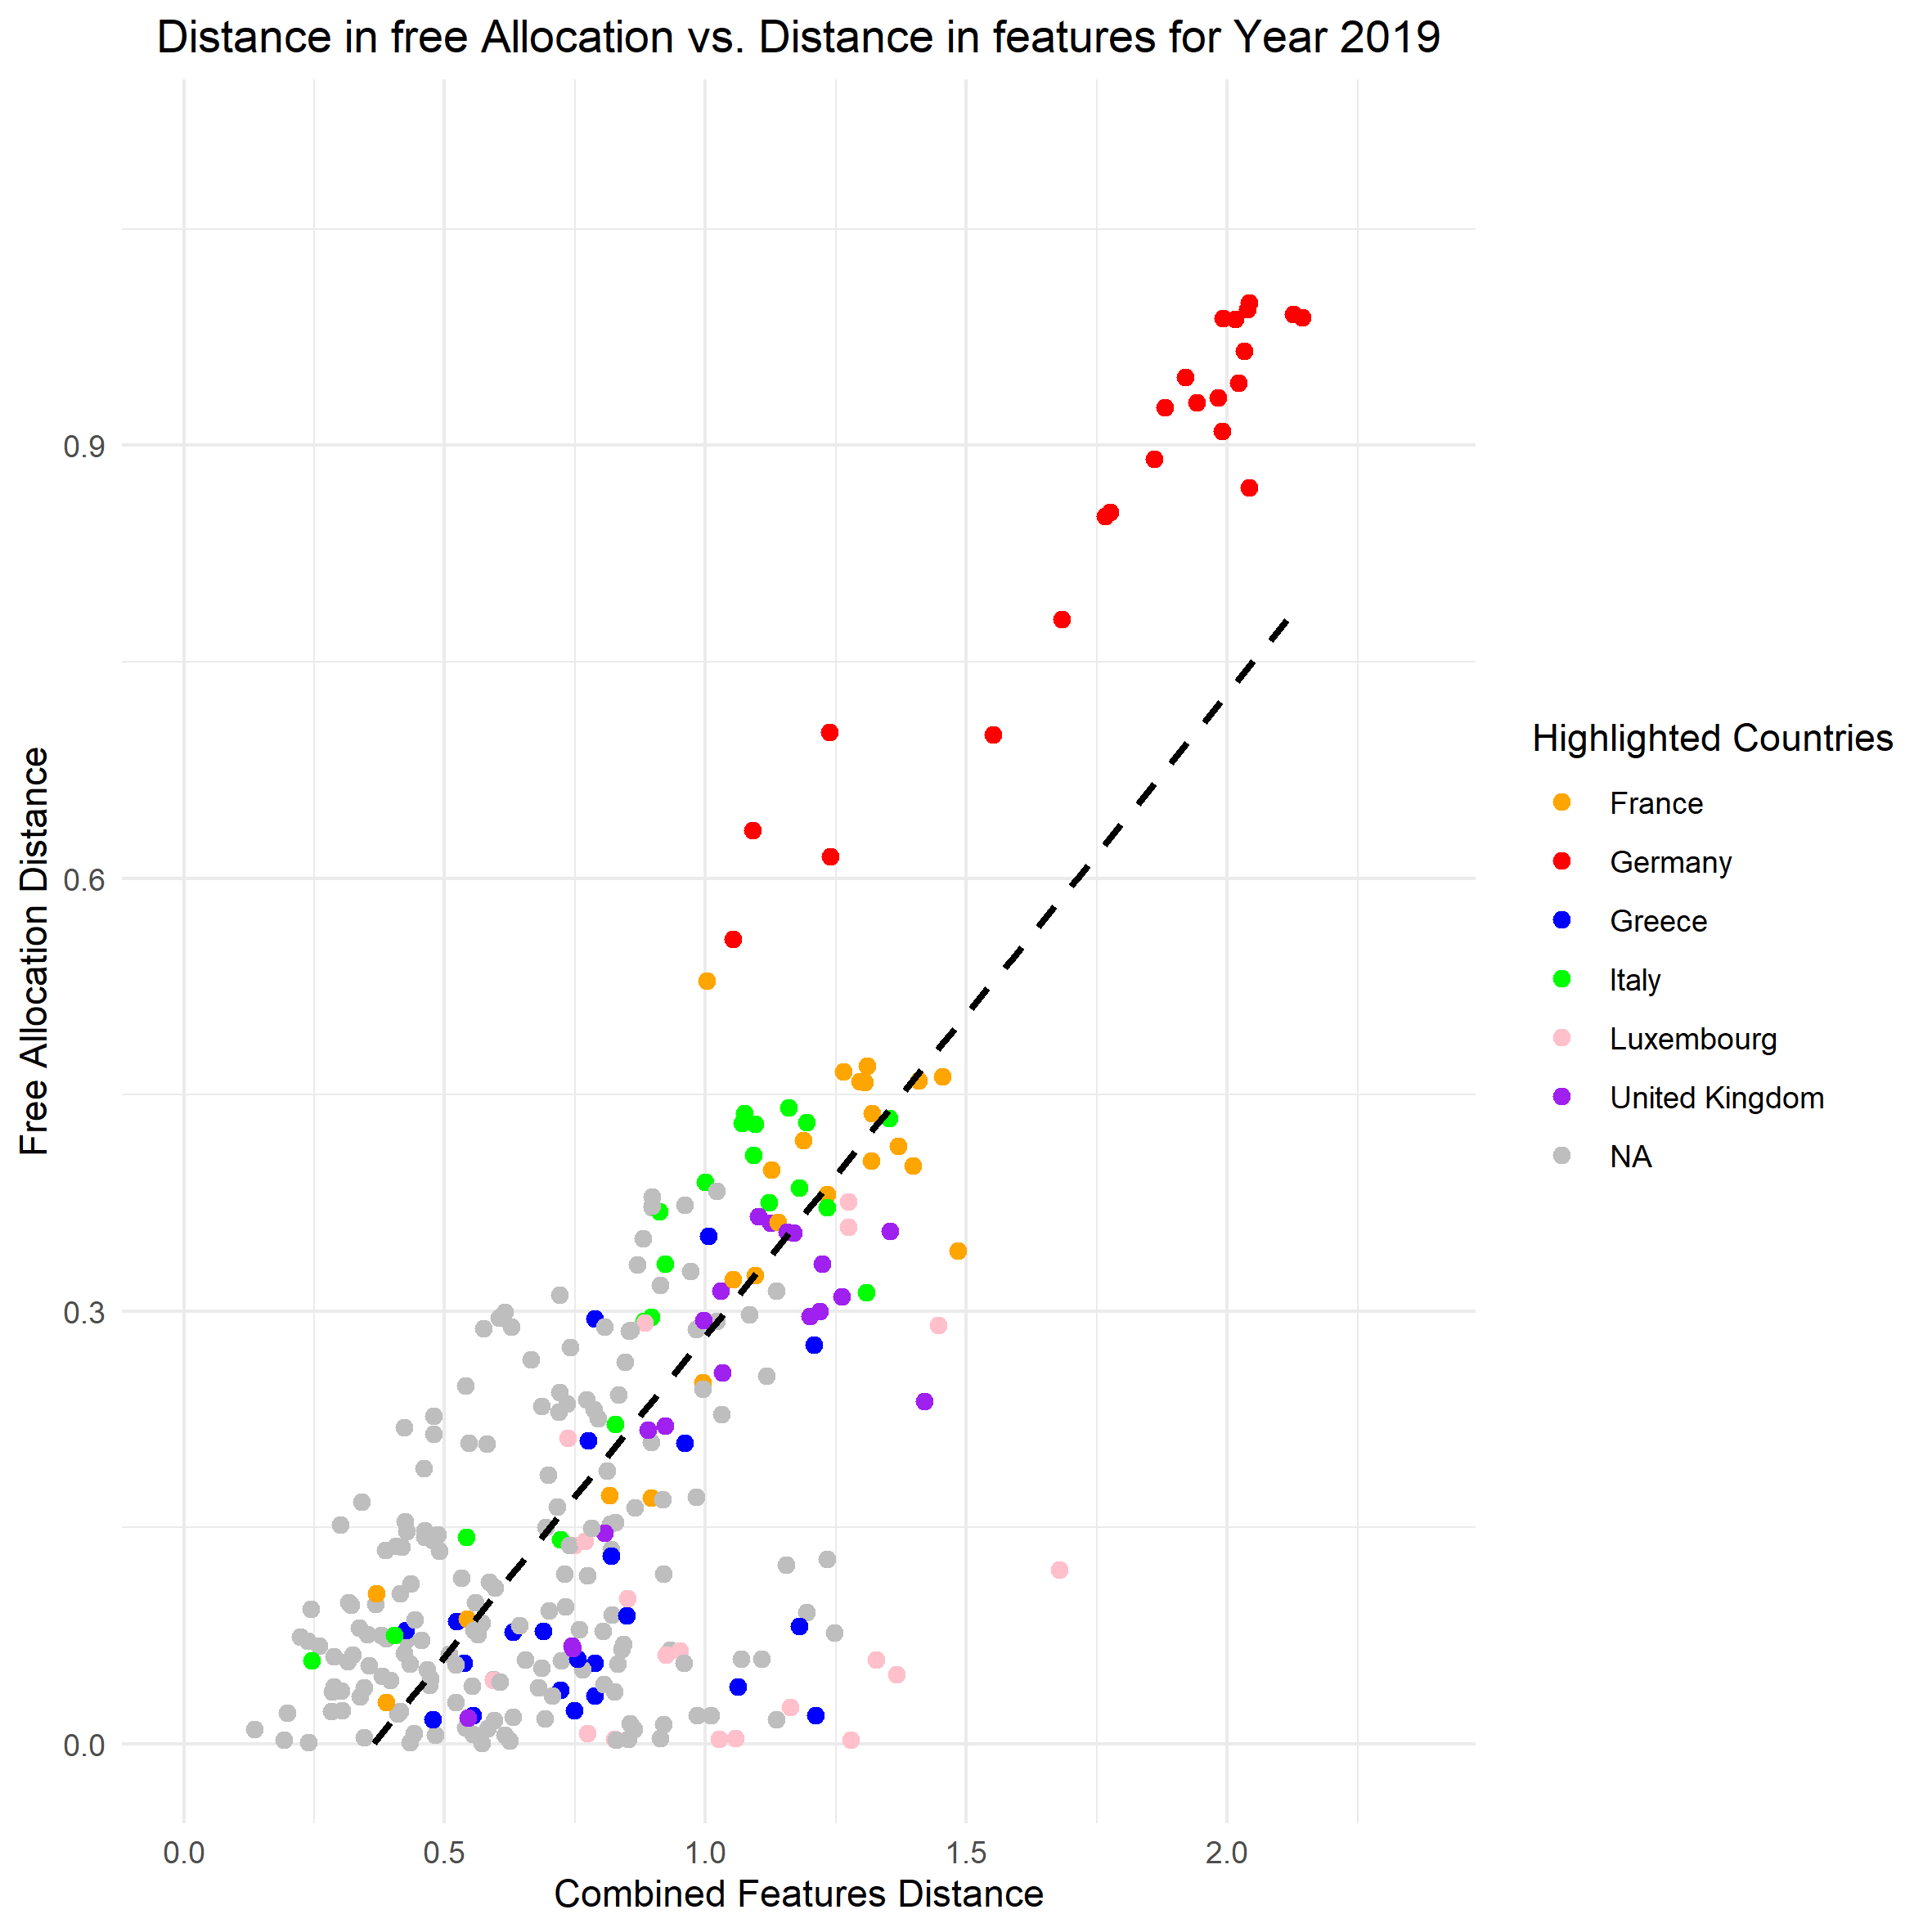 Distance in free Allocation vs. Distance in features for Year 2019
Free Allocation Distance
0.9
0.6
0.3
0.0
0.0 0.5 1.0 1.5 2.0
Combined Features Distance
Highlighted Countries
France
Germany
Greece
Italy
Luxembourg
United Kingdom
NA